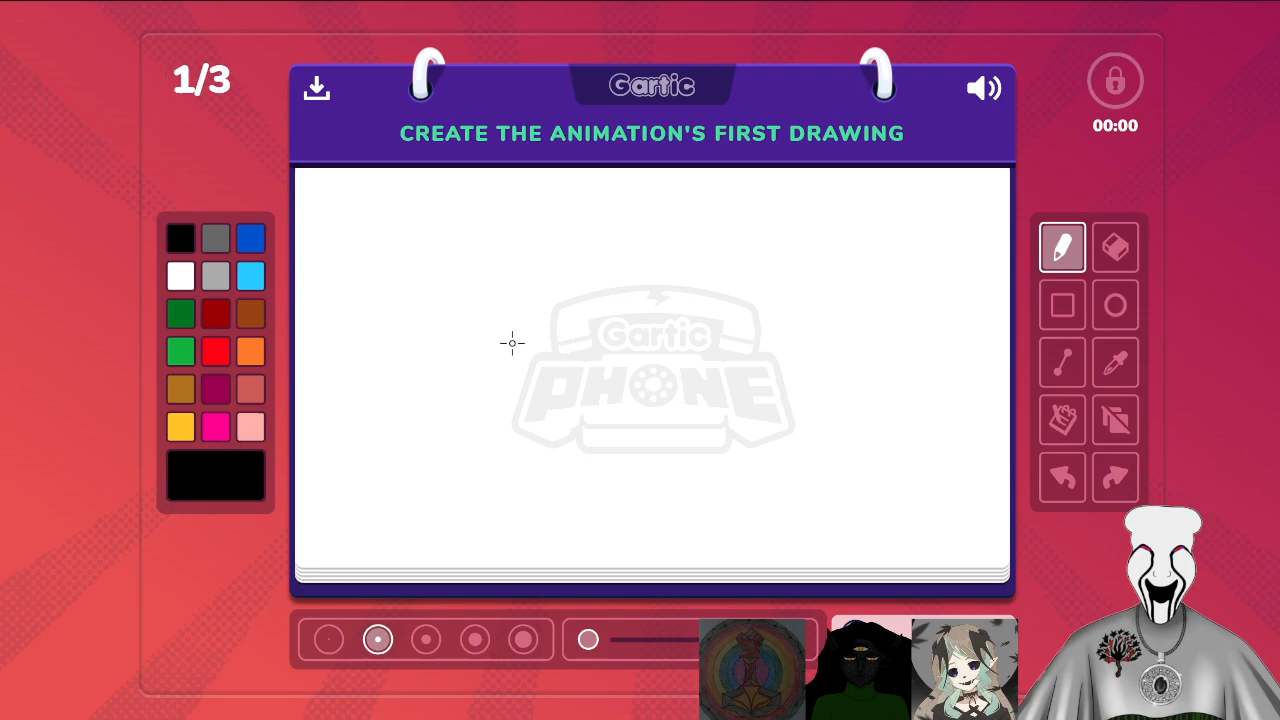 1/3
Gartic
CREATE THE ANIMATION'S FIRST DRAWING
00:00
Gartic
PHONE